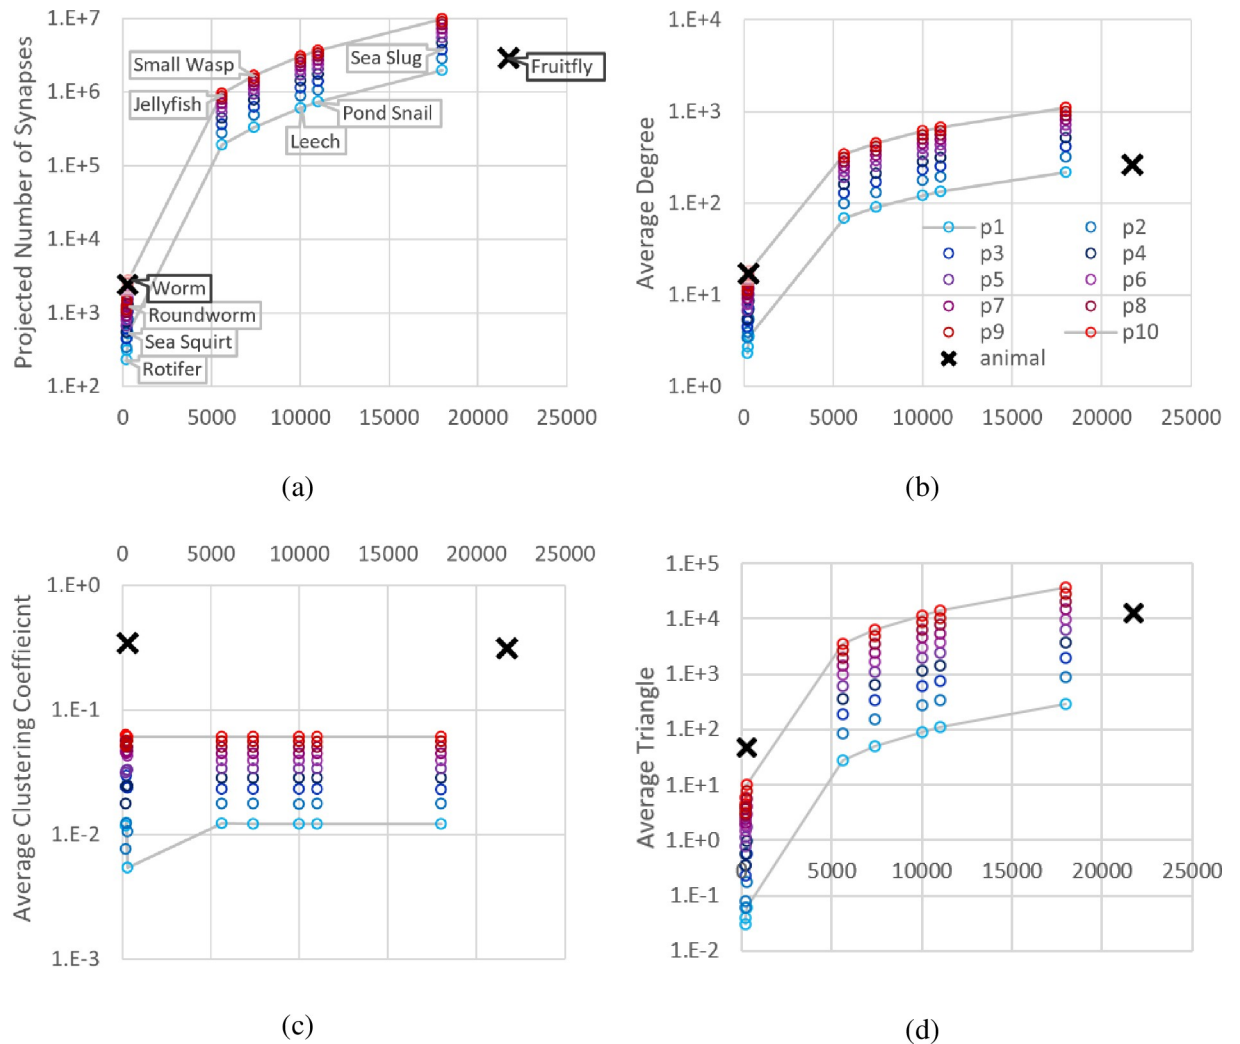 Projected Number of Synapses
1.E+7
1.E+6
1.E+5
1.E+4
1.E+3
1.E+2
0 5000 10000 15000 20000 25000
Small Wasp
Jellyfish
Sea Slug
Fruitfly
Pond Snail
Leech
Worm
Roundworm
Sea Squirt
Rotifer
(a)
Average Degree
1.E+4
1.E+3
1.E+2
1.E+1
1.E+0
0 5000 10000 15000 20000 25000
p1 p2
p3 p4
p5 p6
p7 p8
p9 p10
animal
(b)
0 5000 10000 15000 20000 25000
Average Clustering Coeffieicnt
1.E+0
1.E-1
1.E-2
1.E-3
(c)
Average Triangle
1.E+5
1.E+4
1.E+3
1.E+2
1.E+1
1.E+0
1.E-1
1.E-2
0 5000 10000 15000 20000 25000
(d)